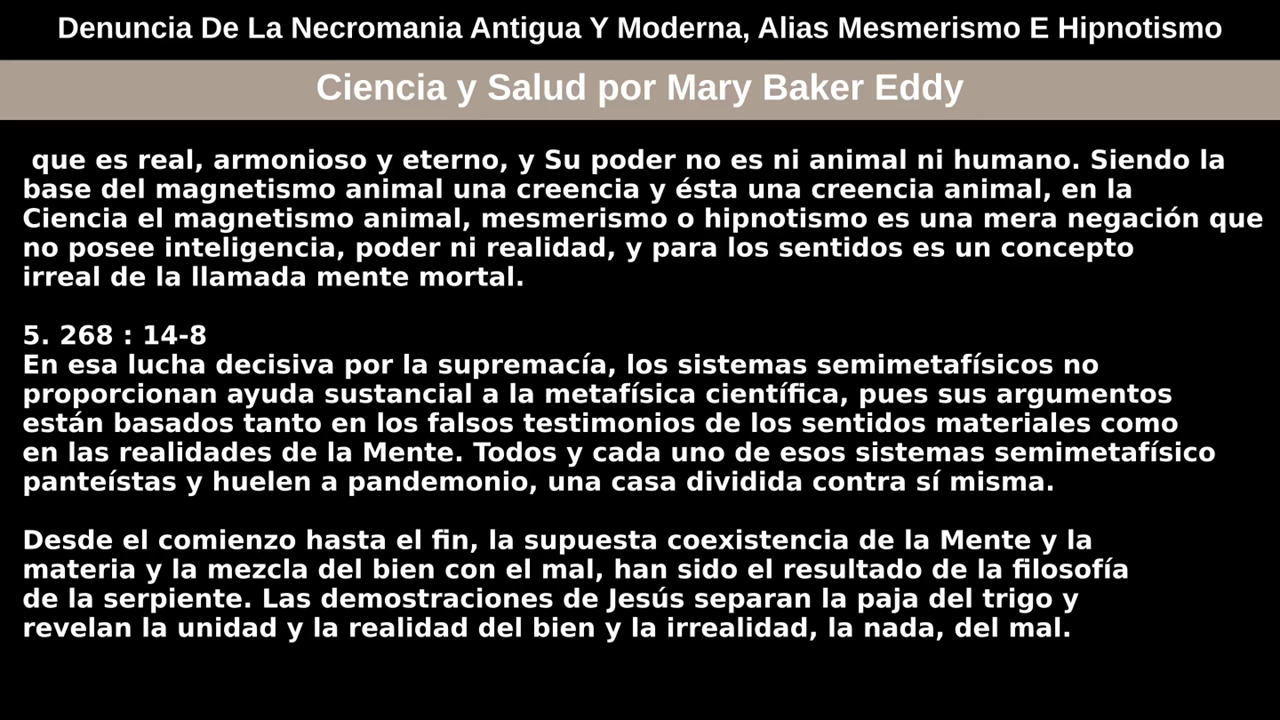 Denuncia De La Necromania Antigua Y Moderna, Alias Mesmerismo E Hipnotismo
Ciencia y Salud por Mary Baker Eddy
que es real, armonioso y eterno, y Su poder no es ni animal ni humano. Siendo la
base del magnetismo animal una creencia y ésta una creencia animal, en la
Ciencia el magnetismo animal, mesmerismo o hipnotismo es una mera negación que
no posee inteligencia, poder ni realidad, y para los sentidos es un concepto
irreal de la llamada mente mortal.
5. 268 : 14-8
En esa lucha decisiva por la supremacía, los sistemas semimetafísicos no
proporcionan ayuda sustancial a la metafísica científica, pues sus argumentos
están basados tanto en los falsos testimonios de los sentidos materiales como
en las realidades de la Mente. Todos y cada uno de esos sistemas semimetafísico
panteístas y huelen a pandemonio, una casa dividida contra sí misma.
Desde el comienzo hasta el fin, la supuesta coexistencia de la Mente y la
materia y la mezcla del bien con el mal, han sido el resultado de la filosofía
de la serpiente. Las demostraciones de Jesús separan la paja del trigo y
revelan la unidad y la realidad del bien y la irrealidad, la nada, del mal.